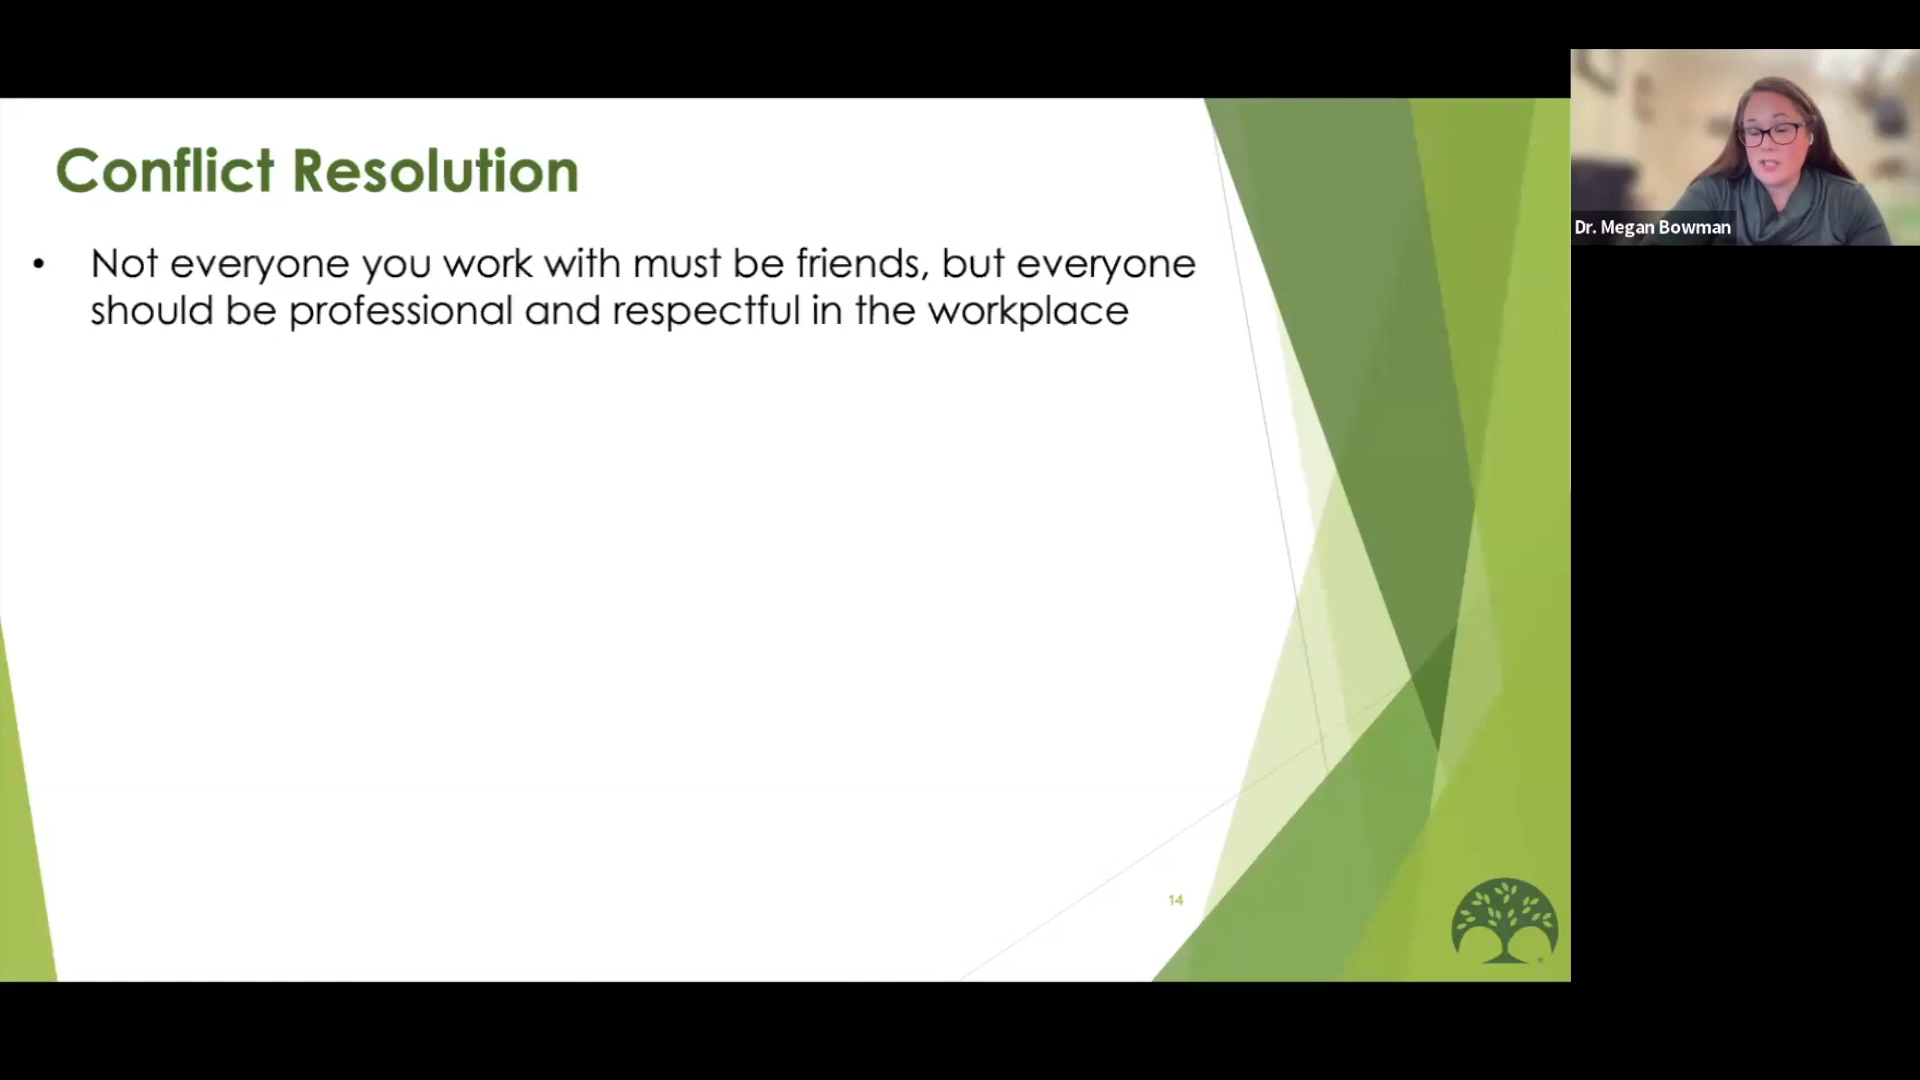 Conflict Resolution
• Not everyone you work with must be friends, but everyone
should be professional and respectful in the workplace
14
Dr. Megan Bowman